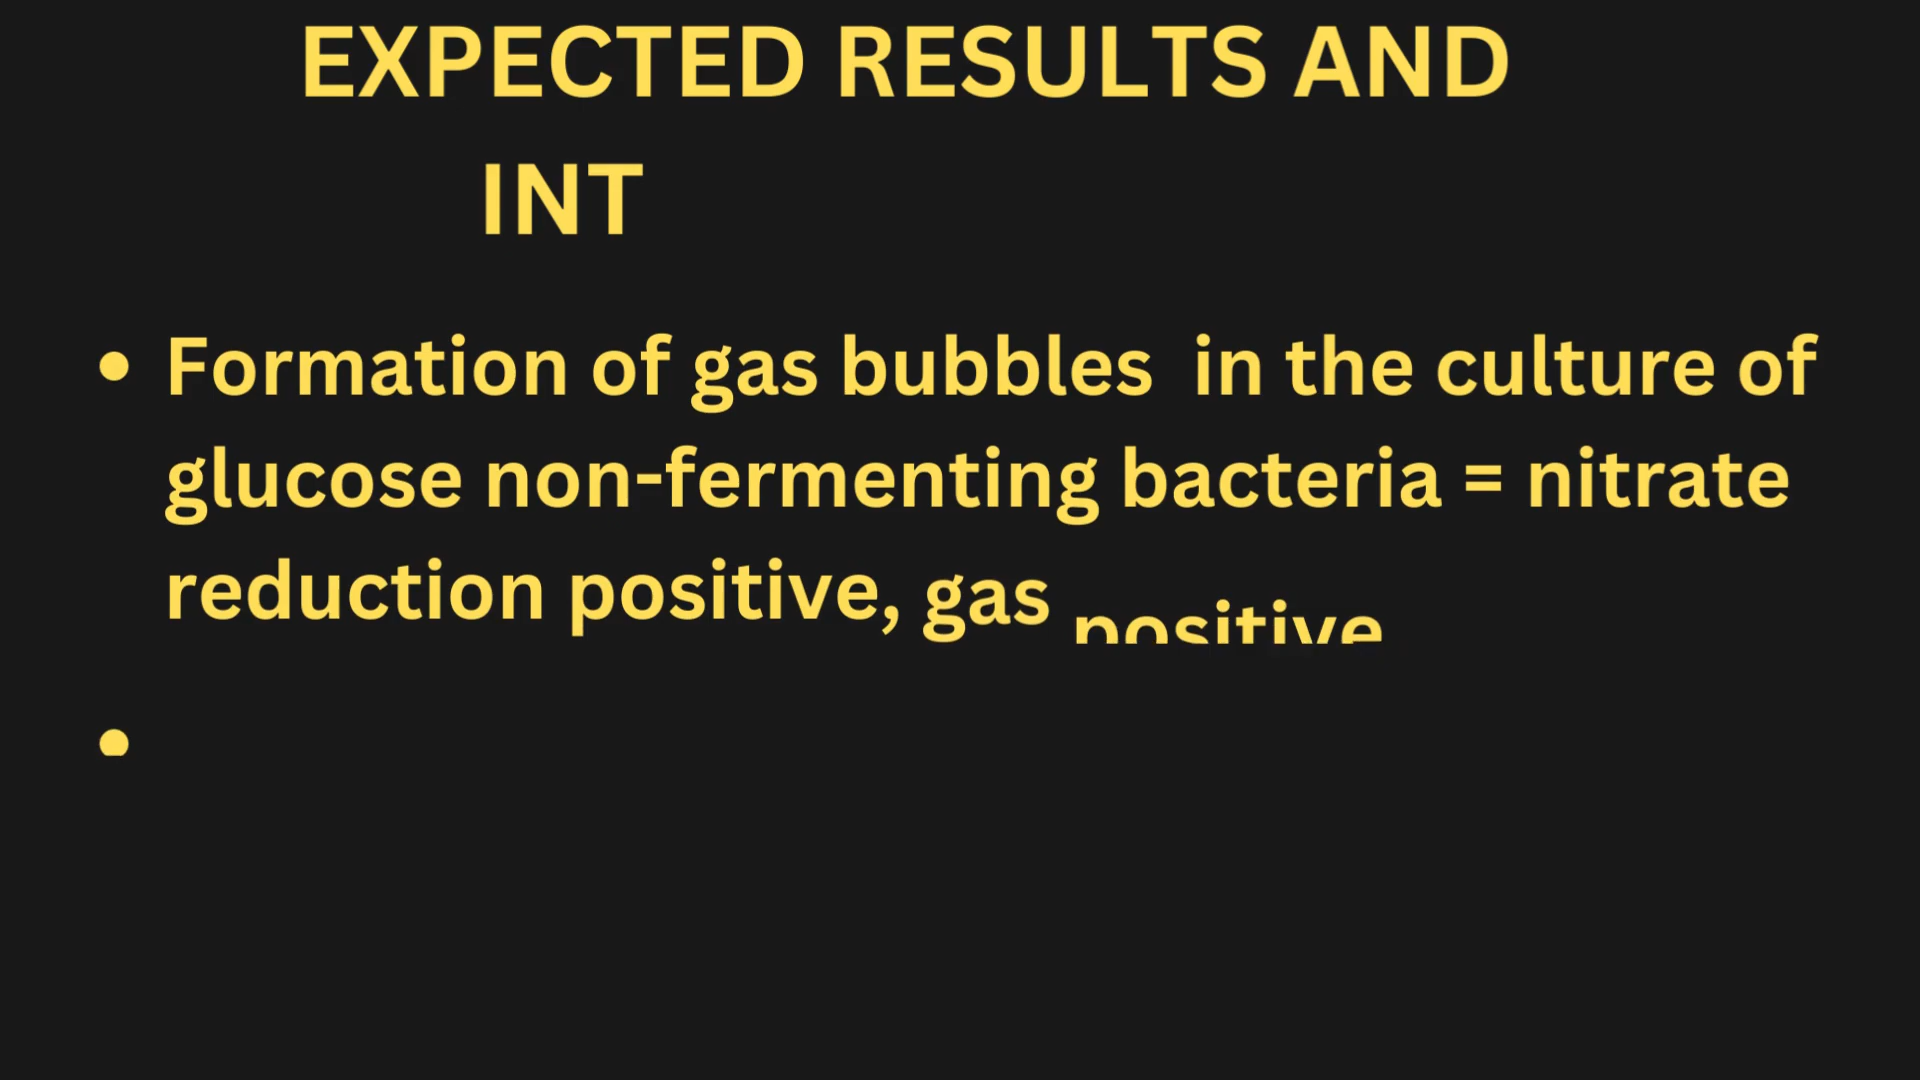 EXPECTED RESULTS AND
INT
• Formation of gas bubbles in the culture of
glucose non-fermenting bacteria = nitrate
reduction positive, gas positive
•